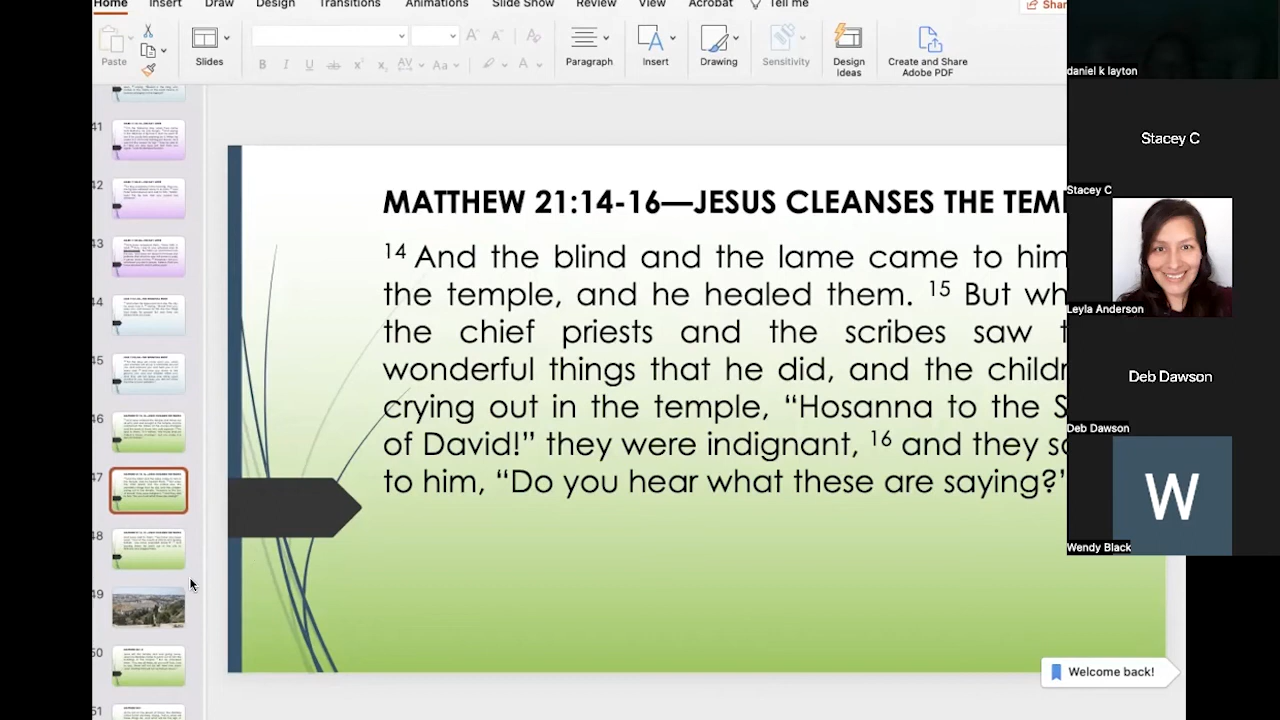 Home Insert Draw Design Transitions Animations Slide Show Review View Acrobat Tell me Shar
Paste Slides Paragraph Insert Drawing Sensitivity Design Ideas Create and Share Adobe PDF
B I U ab x x AV Aa A
41
42
43
44
45
46
47
48
49
50
51
MATTHEW 21:14-16—JESUS CLEANSES THE TEM
14 And the blind and the lame came to him
the temple, and he healed them. 15 But wh
the chief priests and the scribes saw t
wonderful things that he did, and the childr
crying out in the temple, “Hosanna to the S
of David!” they were indignant, 16 and they sa
to him, “Do you hear what these are saying?”
Welcome back!
daniel k layton
Stacey C
Stacey C
Leyla Anderson
Deb Dawson
Deb Dawson
W
Wendy Black